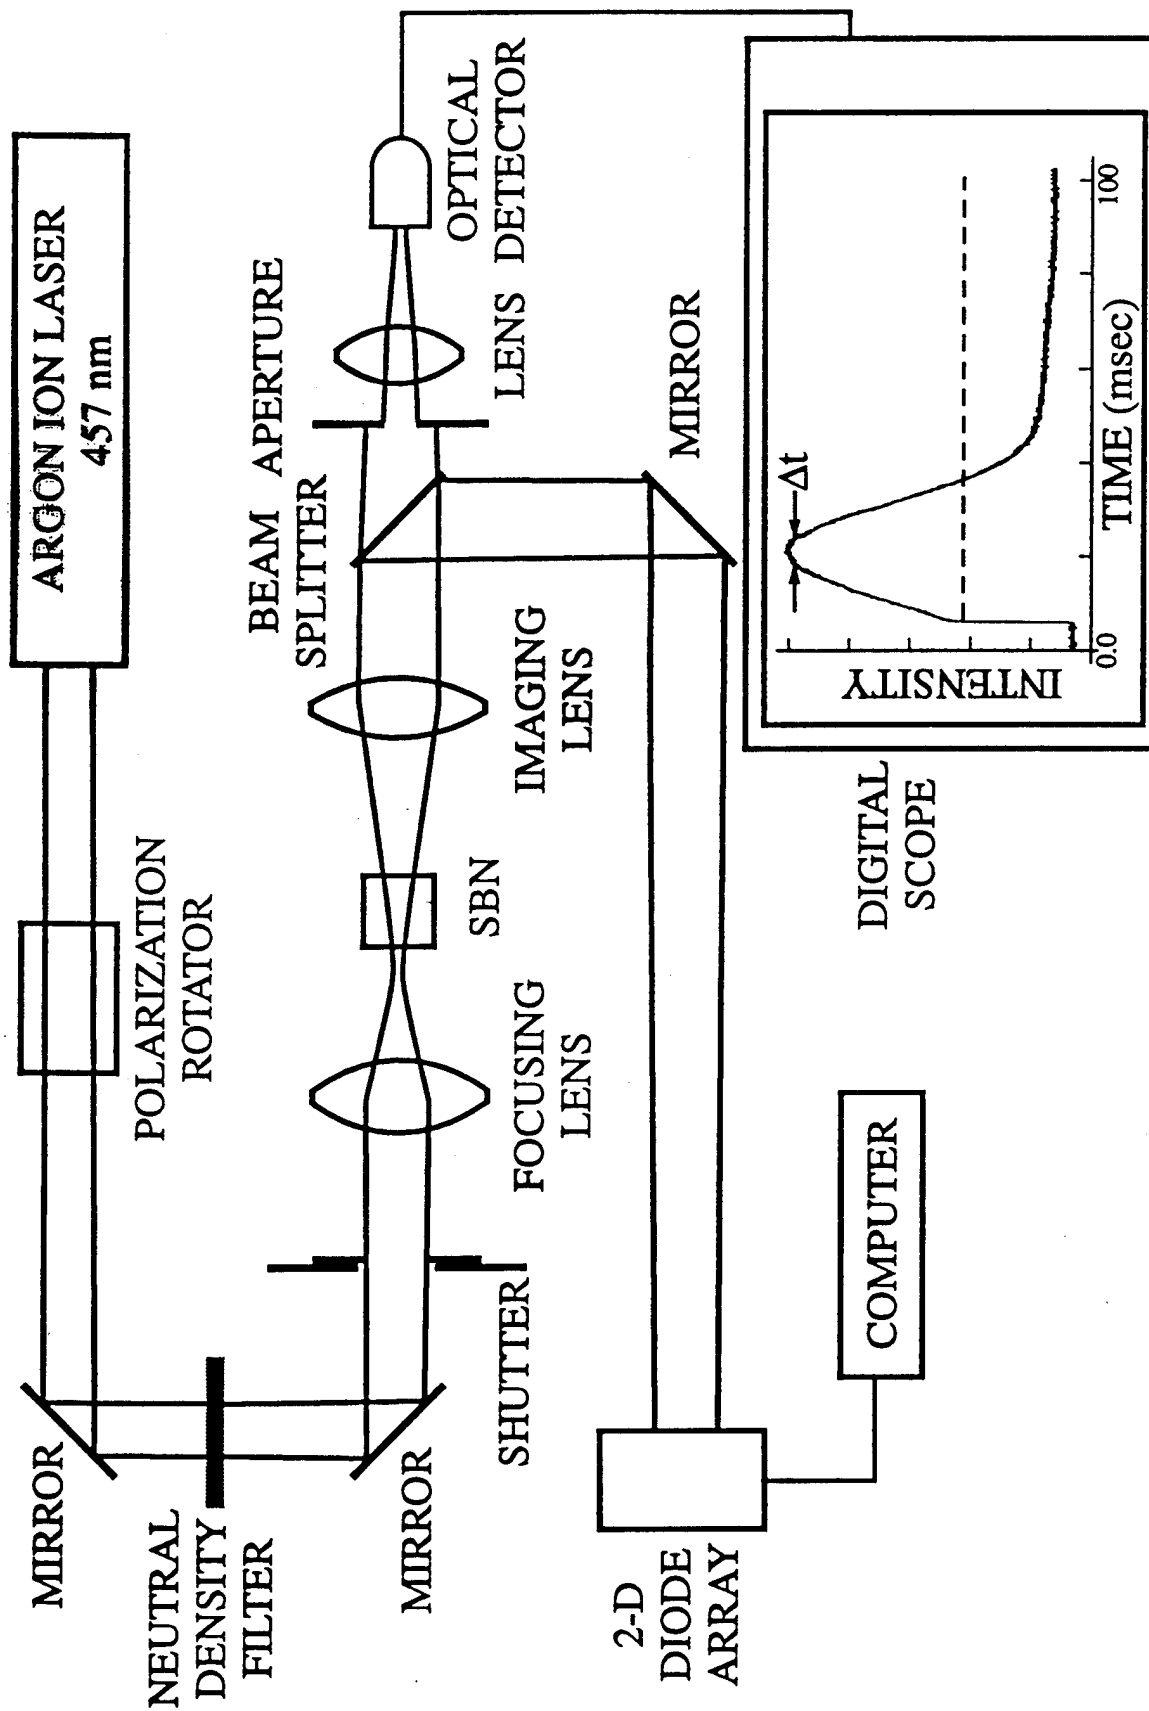 ARGON ION LASER
457 nm
POLARIZATION
ROTATOR
MIRROR
NEUTRAL
DENSITY
FILTER
MIRROR
SHUTTER
FOCUSING
LENS
SBN
IMAGING
LENS
BEAM
SPLITTER
APERTURE
LENS
OPTICAL
DETECTOR
MIRROR
2-D
DIODE
ARRAY
COMPUTER
DIGITAL
SCOPE
INTENSITY
Δt
0.0
100
TIME (msec)